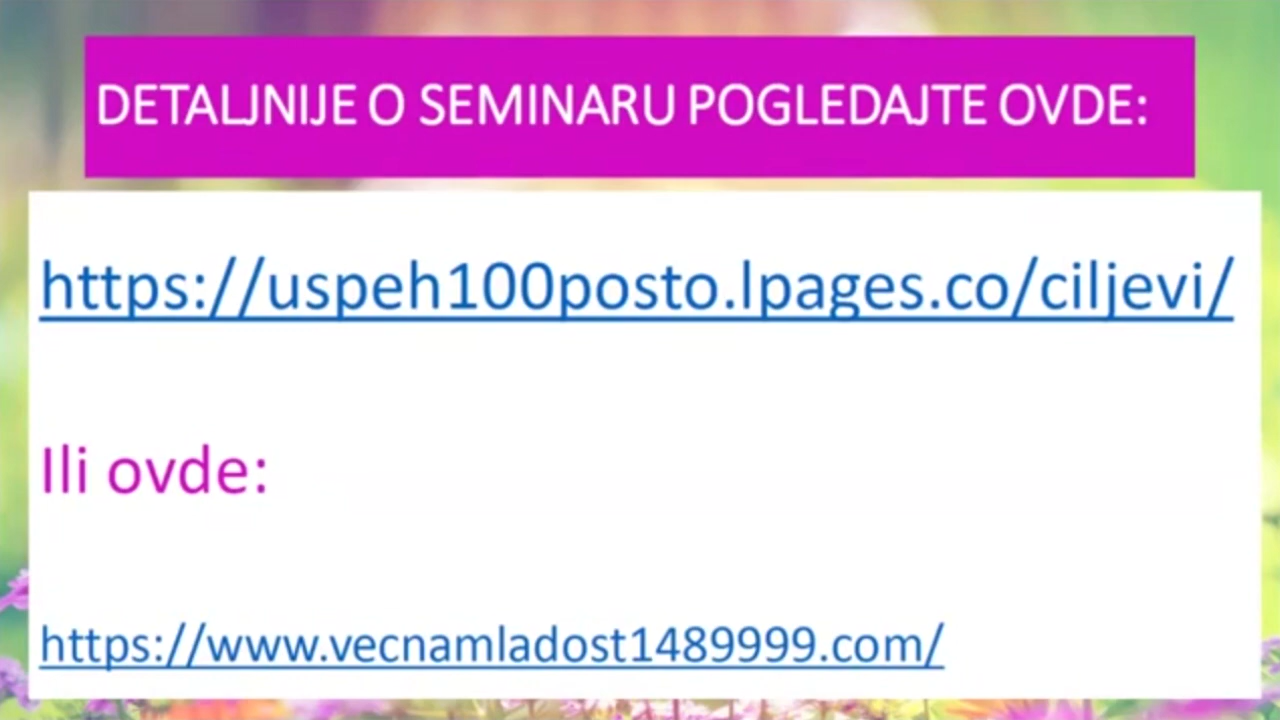 DETALJNIJE O SEMINARU POGLEDAJTE OVDE:
https://uspeh100posto.lpages.co/ciljevi/
Ili ovde:
https://www.vecnamladost1489999.com/